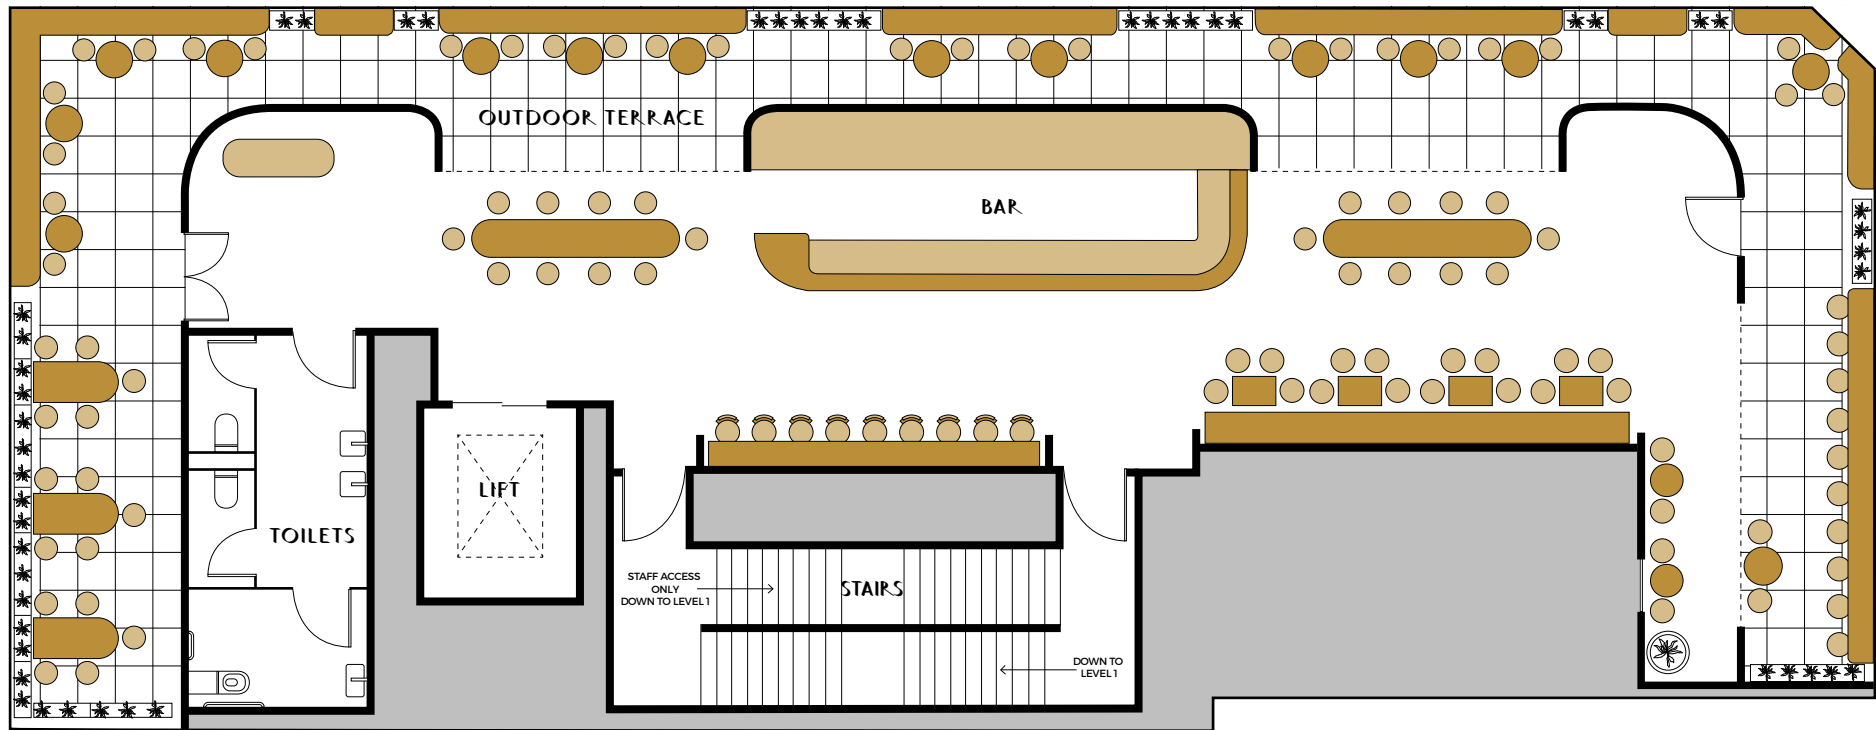 OUTDOOR TERRACE
BAR
LIFT
TOILETS
STAFF ACCESS
ONLY
DOWN TO LEVEL 1
STAIRS
DOWN TO
LEVEL 1